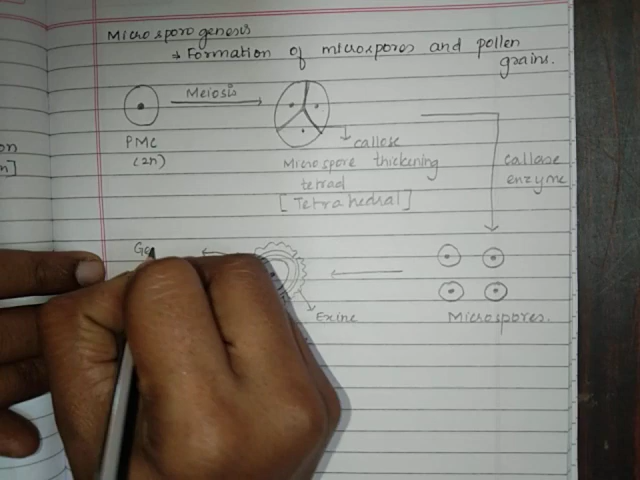 Microsporogenesis
→ Formation of microspores and pollen
grains.
Meiosis
PMC
(2n)
callose
thickening
Microspore
tetrad
[Tetrahedral]
callase
enzyme
Exine
Microspores.